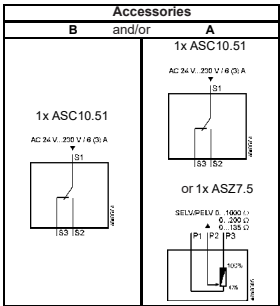 Accessories
B and/or A
1x ASC10.51
AC 24 V...230 V / 6 (3) A
S1
S3 S2
1x ASC10.51
AC 24 V...230 V / 6 (3) A
S1
S3 S2
or 1x ASZ7.5
SELV/PELV 0...1000 Ω
0...200 Ω
0...135 Ω
P1 P2 P3
100%